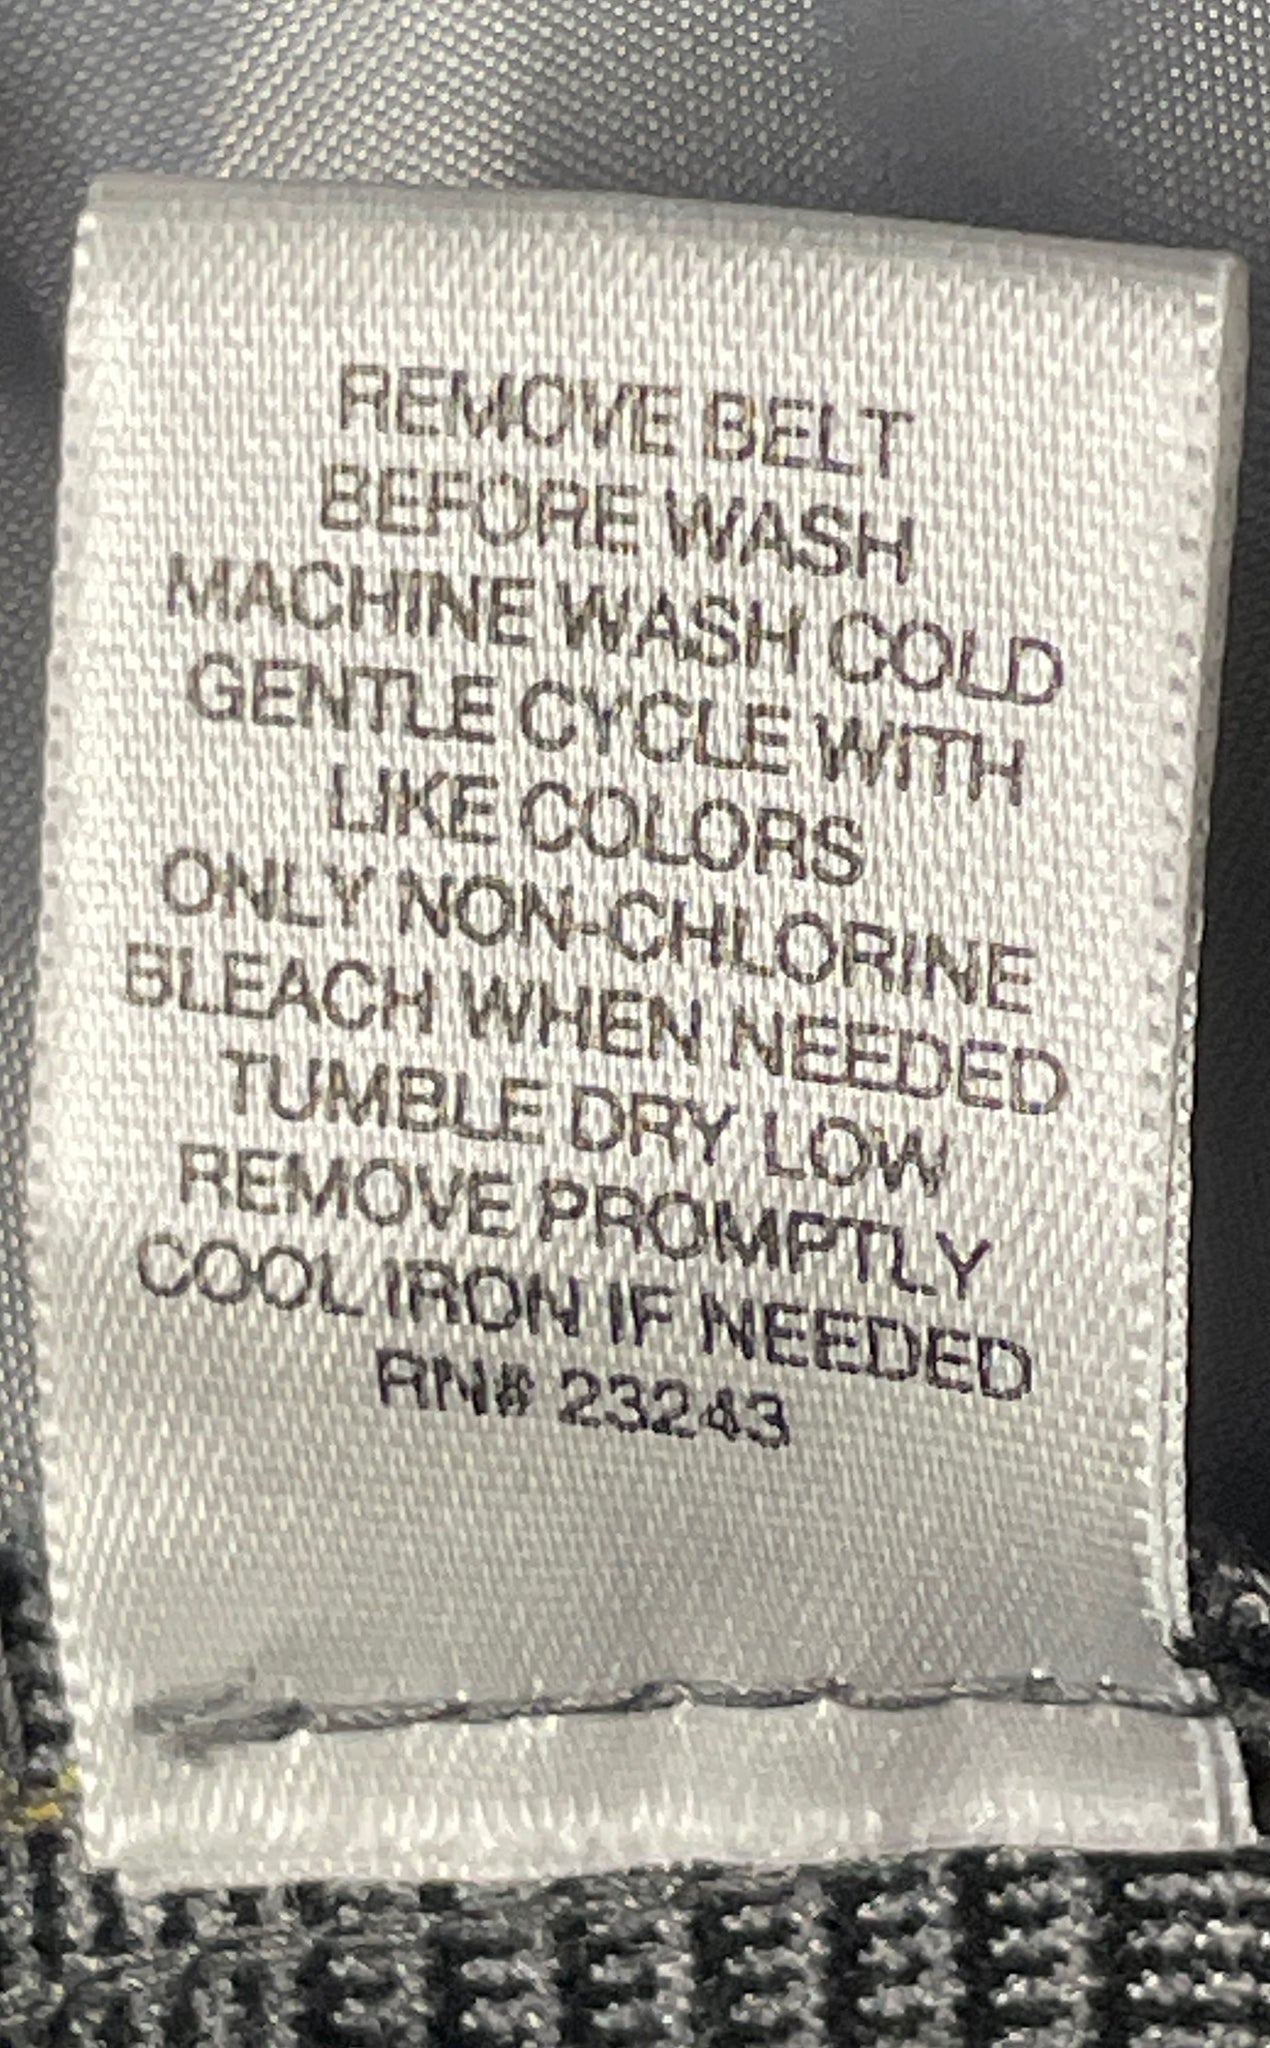 REMOVE BELT
BEFORE WASH
MACHINE WASH COLD
GENTLE CYCLE WITH
LIKE COLORS
ONLY NON-CHLORINE
BLEACH WHEN NEEDED
TUMBLE DRY LOW
REMOVE PROMPTLY
COOL IRON IF NEEDED
RN# 23243